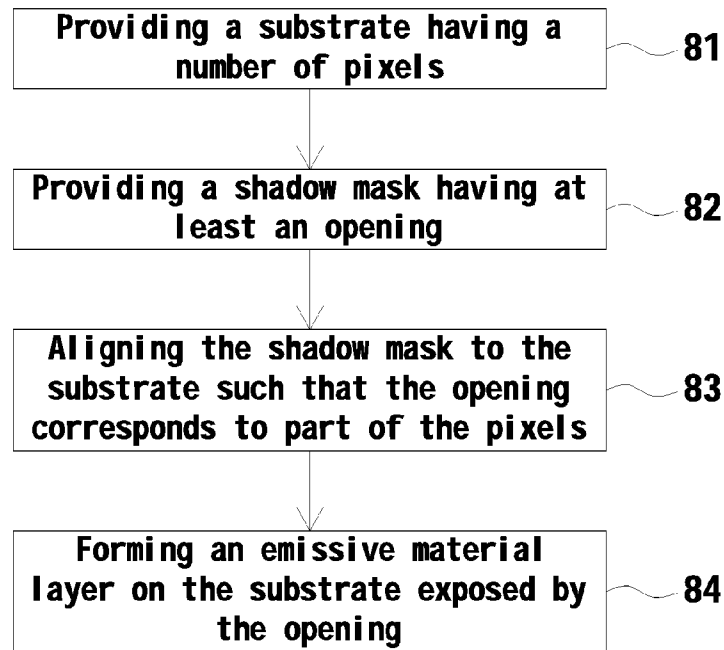 Providing a substrate having a
number of pixels
81
Providing a shadow mask having at
least an opening
82
Aligning the shadow mask to the
substrate such that the opening
corresponds to part of the pixels
83
Forming an emissive material
layer on the substrate exposed by
the opening
84